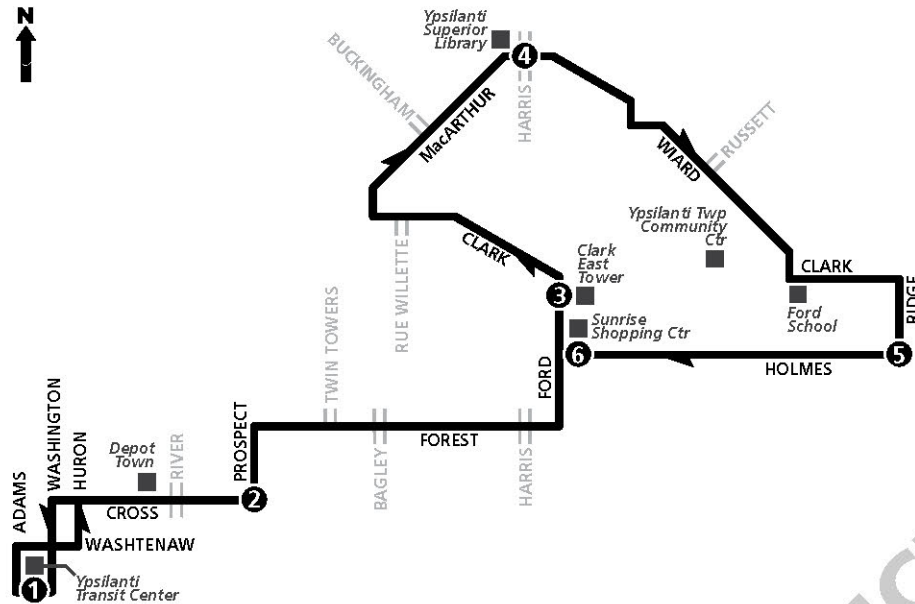 N
Ypsilanti
Superior
Library
4
BUCKINGHAM
HARRIS
MacARTHUR
RUSSETT
WIARD
Ypsilanti Twp
Community
Ctr
CLARK
RUE WILLETTE
Clark
East
Tower
3
CLARK
RIDGE
Ford
School
Sunrise
Shopping Ctr
6
5
HOLMES
TWIN TOWERS
FORD
FOREST
BAGLEY
HARRIS
PROSPECT
WASHINGTON
HURON
ADAMS
Depot
Town
RIVER
2
CROSS
WASHTENAW
1
Ypsilanti
Transit Center